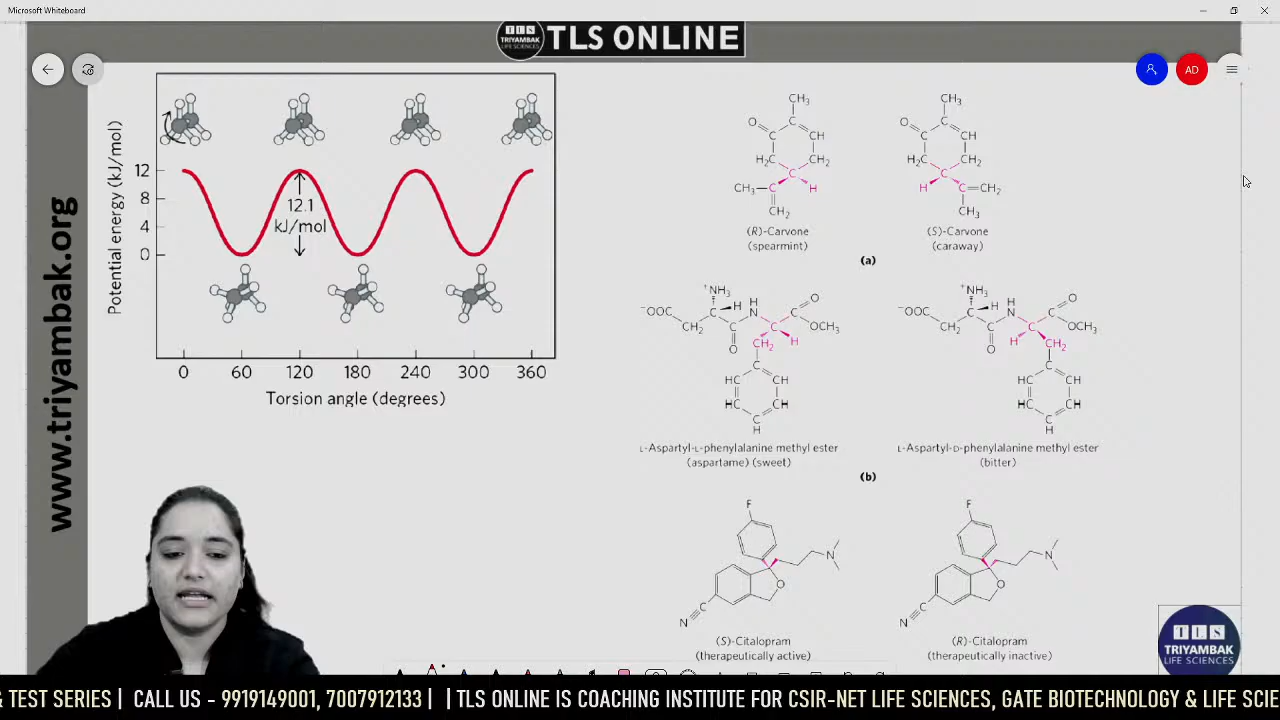 Microsoft Whiteboard
TLS
TRIYAMBAK
LIFE SCIENCES
TLS ONLINE
AD
www.triyambak.org
Potential energy (kJ/mol)
12
8
4
0
12.1
kJ/mol
0 60 120 180 240 300 360
Torsion angle (degrees)
CH3
O
C
C
CH
H2C
CH2
C
CH3—C
H
CH2
(R)-Carvone
(spearmint)
CH3
O
C
C
CH
H2C
CH2
C
H
C=CH2
CH3
(S)-Carvone
(caraway)
(a)
+NH3
−OOC
C
H
H
N
C
O
CH2
C
C
OCH3
O
CH2
H
C
HC
CH
HC
CH
C
H
L-Aspartyl-L-phenylalanine methyl ester
(aspartame) (sweet)
+NH3
−OOC
C
H
H
N
C
O
CH2
C
C
OCH3
O
H
CH2
C
HC
CH
HC
CH
C
H
L-Aspartyl-D-phenylalanine methyl ester
(bitter)
(b)
F
N
O
C
N
(S)-Citalopram
(therapeutically active)
F
N
O
C
N
(R)-Citalopram
(therapeutically inactive)
TLS
TRIYAMBAK
LIFE SCIENCES
& TEST SERIES | CALL US - 9919149001, 7007912133 | | TLS ONLINE IS COACHING INSTITUTE FOR CSIR-NET LIFE SCIENCES, GATE BIOTECHNOLOGY & LIFE SCIE